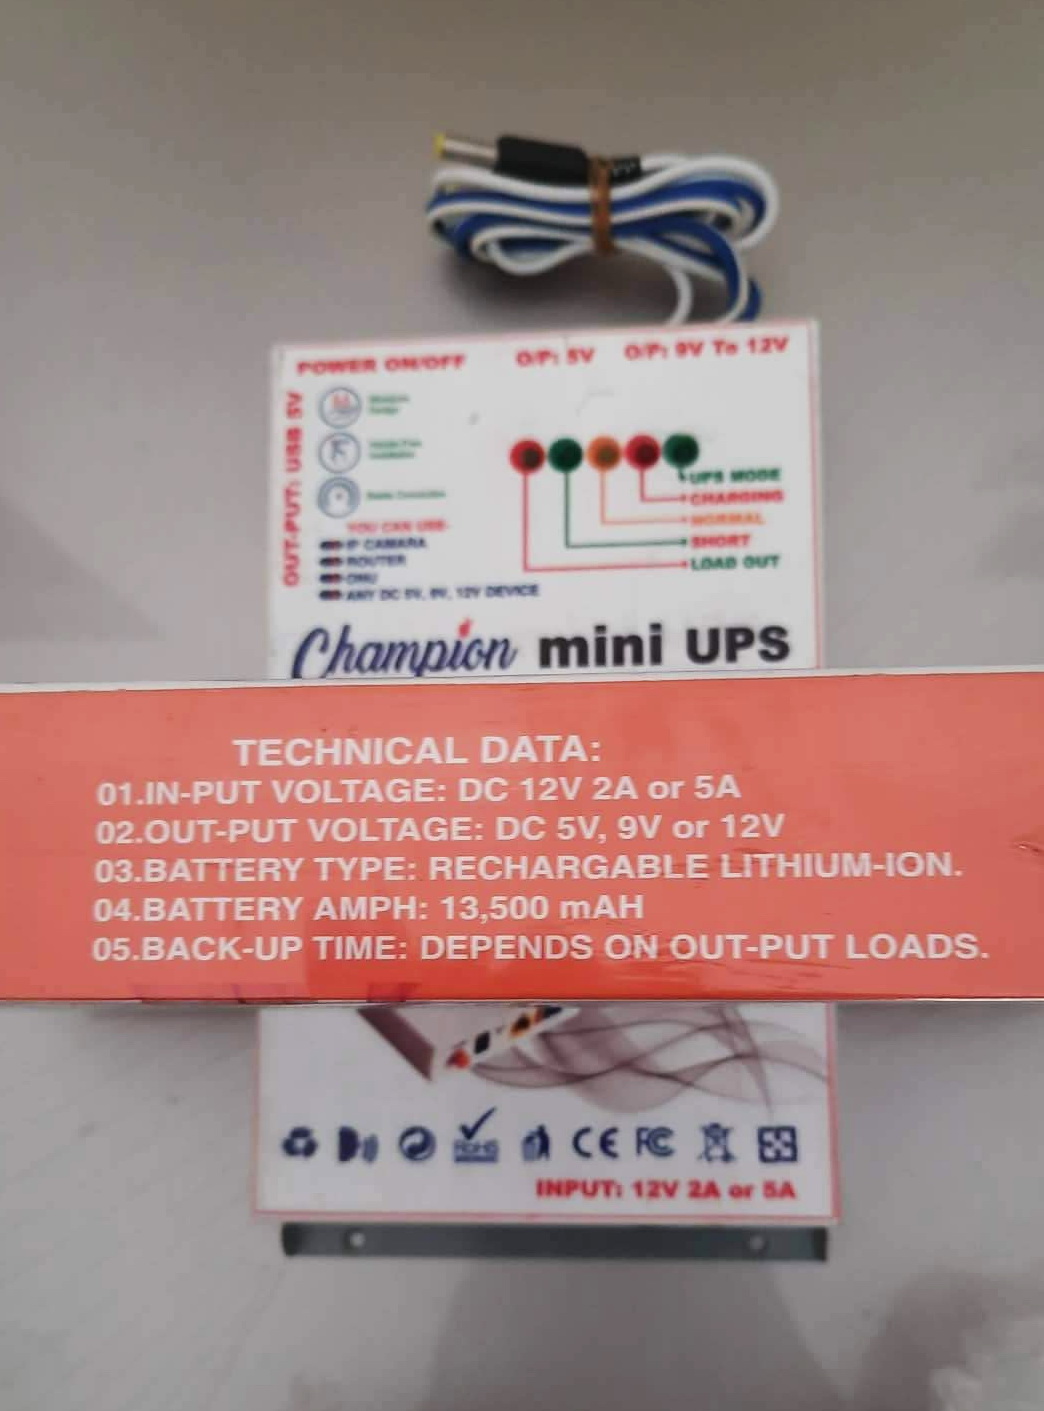 POWER ON/OFF O/P: 5V O/P: 9V To 12V
OUT-PUT: USB 5V
UPS MODE
CHARGING
NORMAL
SHORT
LOAD OUT
YOU CAN USE-
IP CAMARA
ROUTER
ONU
ANY DC 5V, 9V, 12V DEVICE
Champion mini UPS
TECHNICAL DATA:
01.IN-PUT VOLTAGE: DC 12V 2A or 5A
02.OUT-PUT VOLTAGE: DC 5V, 9V or 12V
03.BATTERY TYPE: RECHARGABLE LITHIUM-ION.
04.BATTERY AMPH: 13,500 mAH
05.BACK-UP TIME: DEPENDS ON OUT-PUT LOADS.
RoHS CE FC
INPUT: 12V 2A or 5A